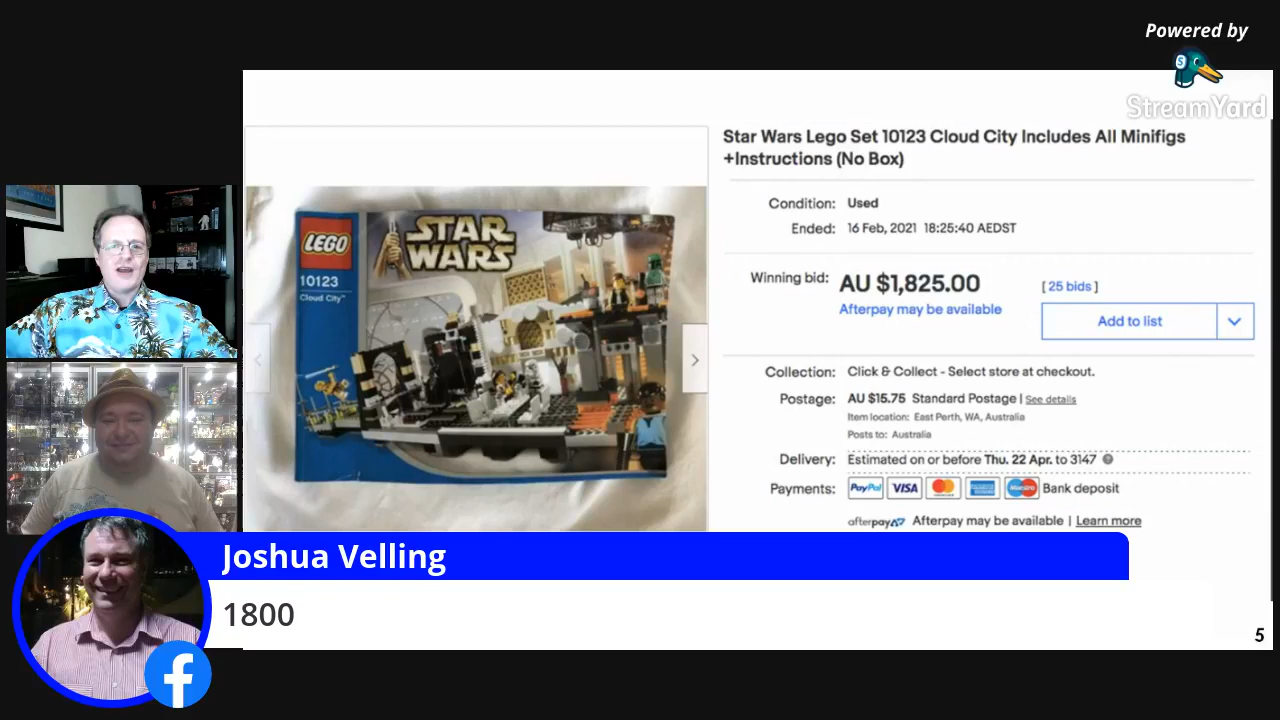 Powered by
StreamYard
Star Wars Lego Set 10123 Cloud City Includes All Minifigs
+Instructions (No Box)
Condition: Used
Ended: 16 Feb, 2021 18:25:40 AEDST
Winning bid: AU $1,825.00 [ 25 bids ]
Afterpay may be available
Add to list
Collection: Click & Collect - Select store at checkout.
Postage: AU $15.75 Standard Postage | See details
Item location: East Perth, WA, Australia
Posts to: Australia
Delivery: Estimated on or before Thu. 22 Apr. to 3147
Payments: PayPal VISA Maestro Bank deposit
afterpay Afterpay may be available | Learn more
LEGO
STAR
WARS
10123
Cloud City™
Joshua Velling
1800
5